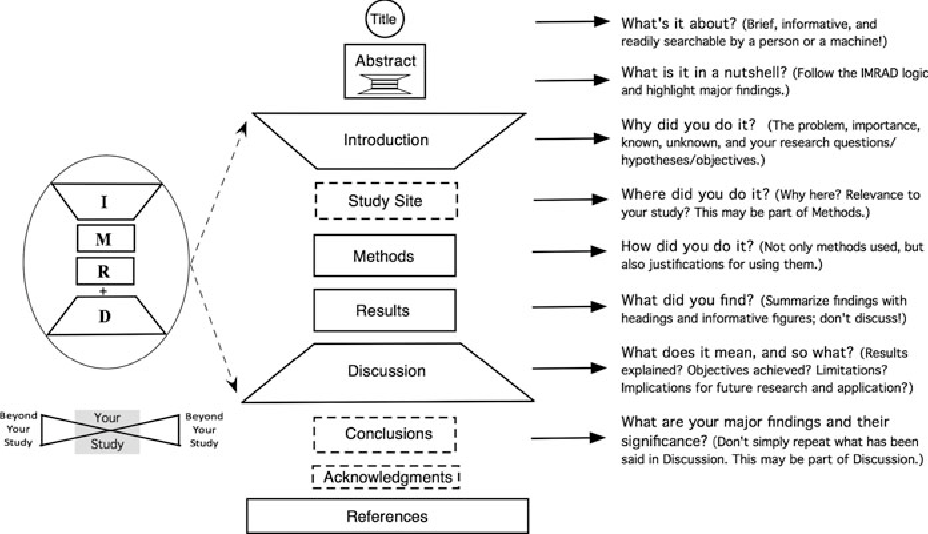 Title
What's it about? (Brief, informative, and
readily searchable by a person or a machine!)
Abstract
What is it in a nutshell? (Follow the IMRAD logic
and highlight major findings.)
Introduction
Why did you do it? (The problem, importance,
known, unknown, and your research questions/
hypotheses/objectives.)
Study Site
Where did you do it? (Why here? Relevance to
your study? This may be part of Methods.)
Methods
How did you do it? (Not only methods used, but
also justifications for using them.)
Results
What did you find? (Summarize findings with
headings and informative figures; don't discuss!)
Discussion
What does it mean, and so what? (Results
explained? Objectives achieved? Limitations?
Implications for future research and application?)
Conclusions
What are your major findings and their
significance? (Don't simply repeat what has been
said in Discussion. This may be part of Discussion.)
Acknowledgments
References
I
M
R
+
D
Beyond
Your
Study
Your
Study
Beyond
Your
Study